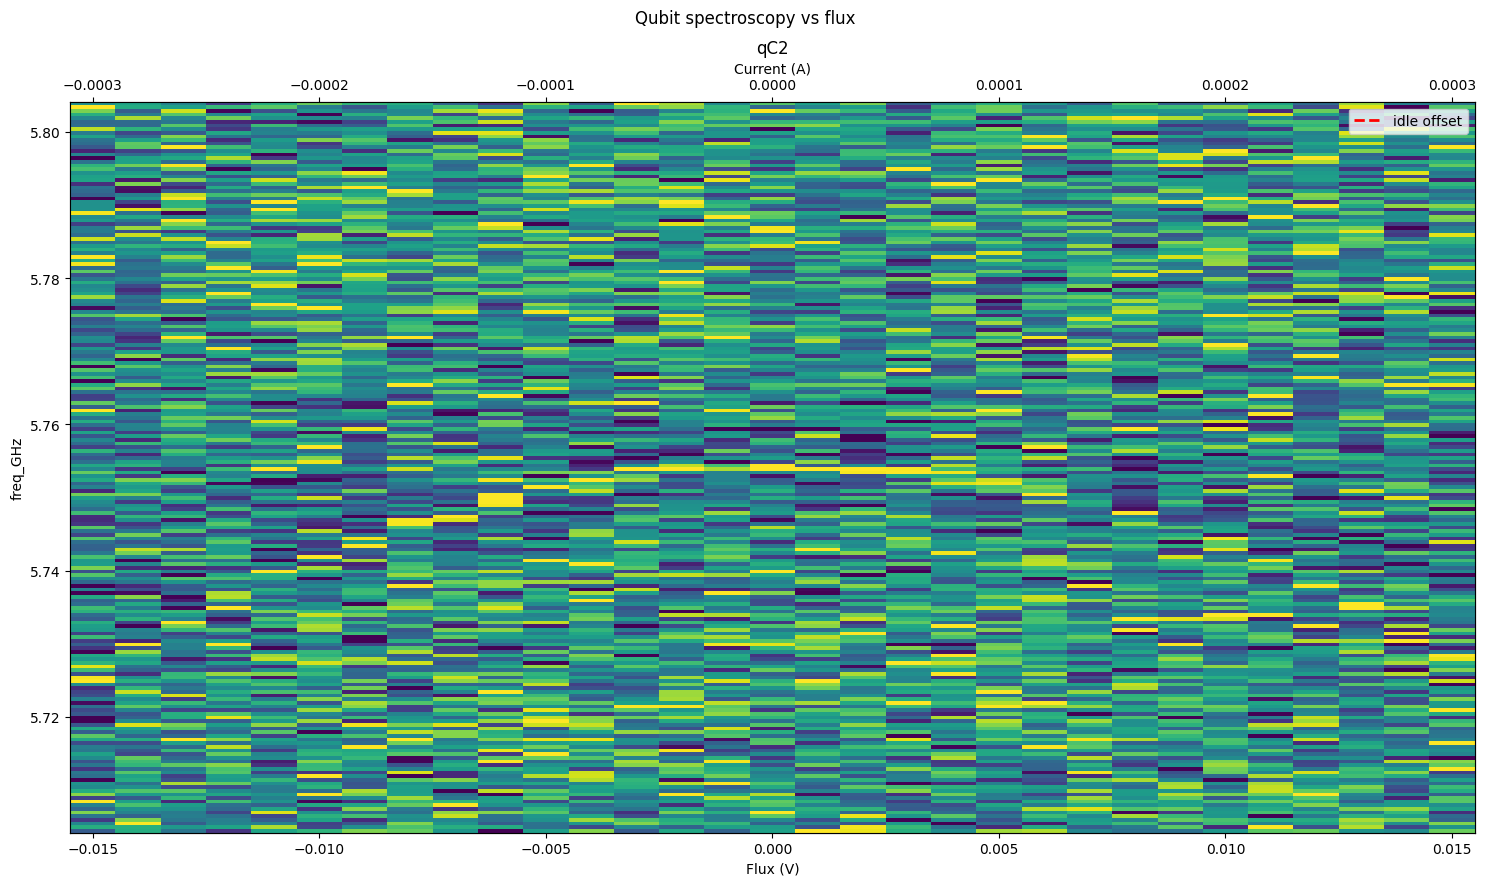 Qubit spectroscopy vs flux
qC2
Current (A)
−0.0003 −0.0002 −0.0001 0.0000 0.0001 0.0002 0.0003
idle offset
5.80
5.78
5.76
freq_GHz
5.74
5.72
−0.015 −0.010 −0.005 0.000 0.005 0.010 0.015
Flux (V)